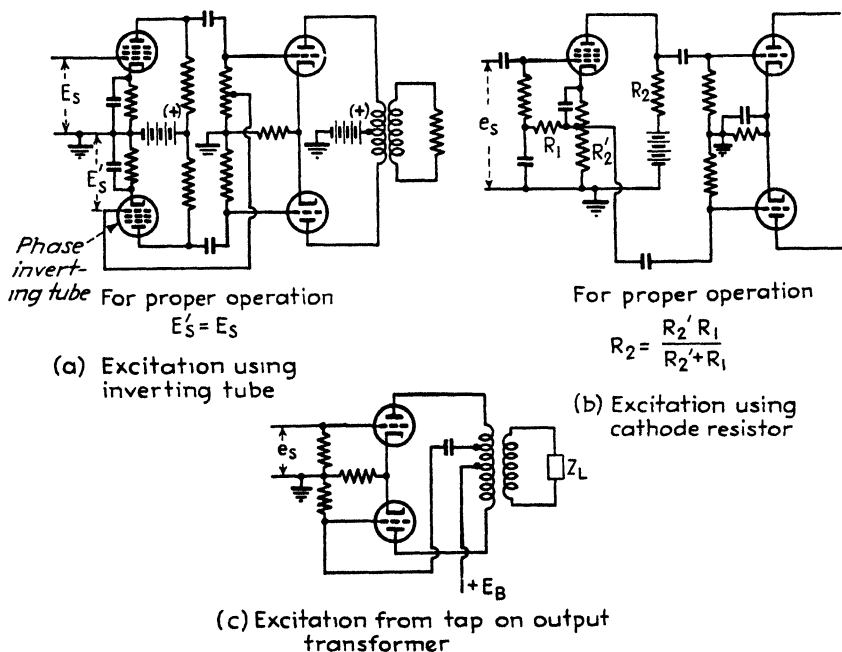 E_S
E'_S
(+)
(+)
Phase
invert-
ing tube
For proper operation
E'_S = E_S
(a) Excitation using
inverting tube
e_S
R_1
R_2'
R_2
For proper operation
R_2 = R_2' R_1 / R_2' + R_1
(b) Excitation using
cathode resistor
e_S
Z_L
+E_B
(c) Excitation from tap on output
transformer